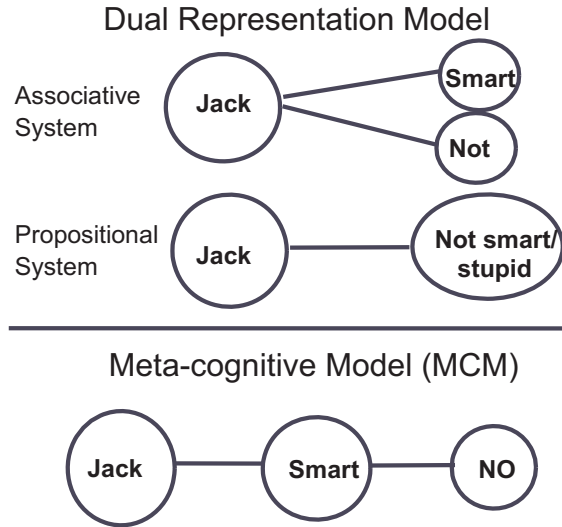 Dual Representation Model
Associative
System
Jack
Smart
Not
Propositional
System
Jack
Not smart/
stupid
Meta-cognitive Model (MCM)
Jack
Smart
NO